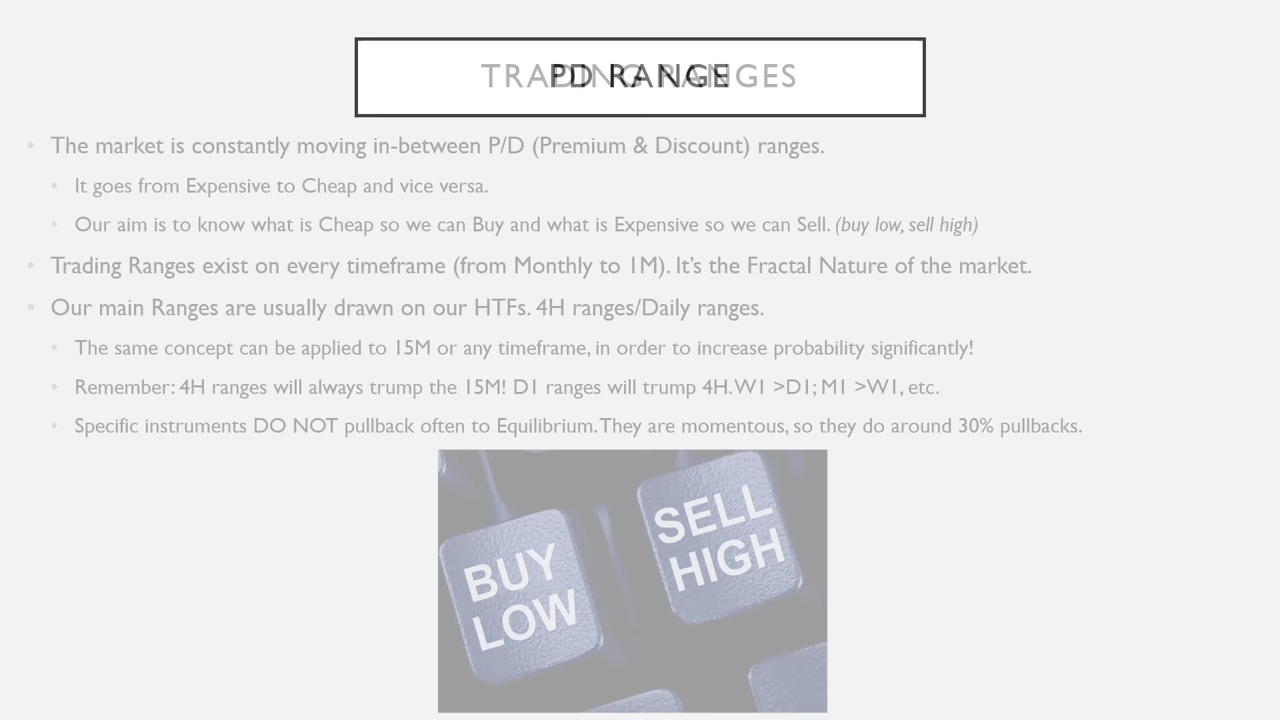 TRADING RANGES
PD RANGE
• The market is constantly moving in-between P/D (Premium & Discount) ranges.
• It goes from Expensive to Cheap and vice versa.
• Our aim is to know what is Cheap so we can Buy and what is Expensive so we can Sell. (buy low, sell high)
• Trading Ranges exist on every timeframe (from Monthly to 1M). It's the Fractal Nature of the market.
• Our main Ranges are usually drawn on our HTFs. 4H ranges/Daily ranges.
• The same concept can be applied to 15M or any timeframe, in order to increase probability significantly!
• Remember: 4H ranges will always trump the 15M! D1 ranges will trump 4H. W1 >D1; M1 >W1, etc.
• Specific instruments DO NOT pullback often to Equilibrium. They are momentous, so they do around 30% pullbacks.
BUY
LOW
SELL
HIGH